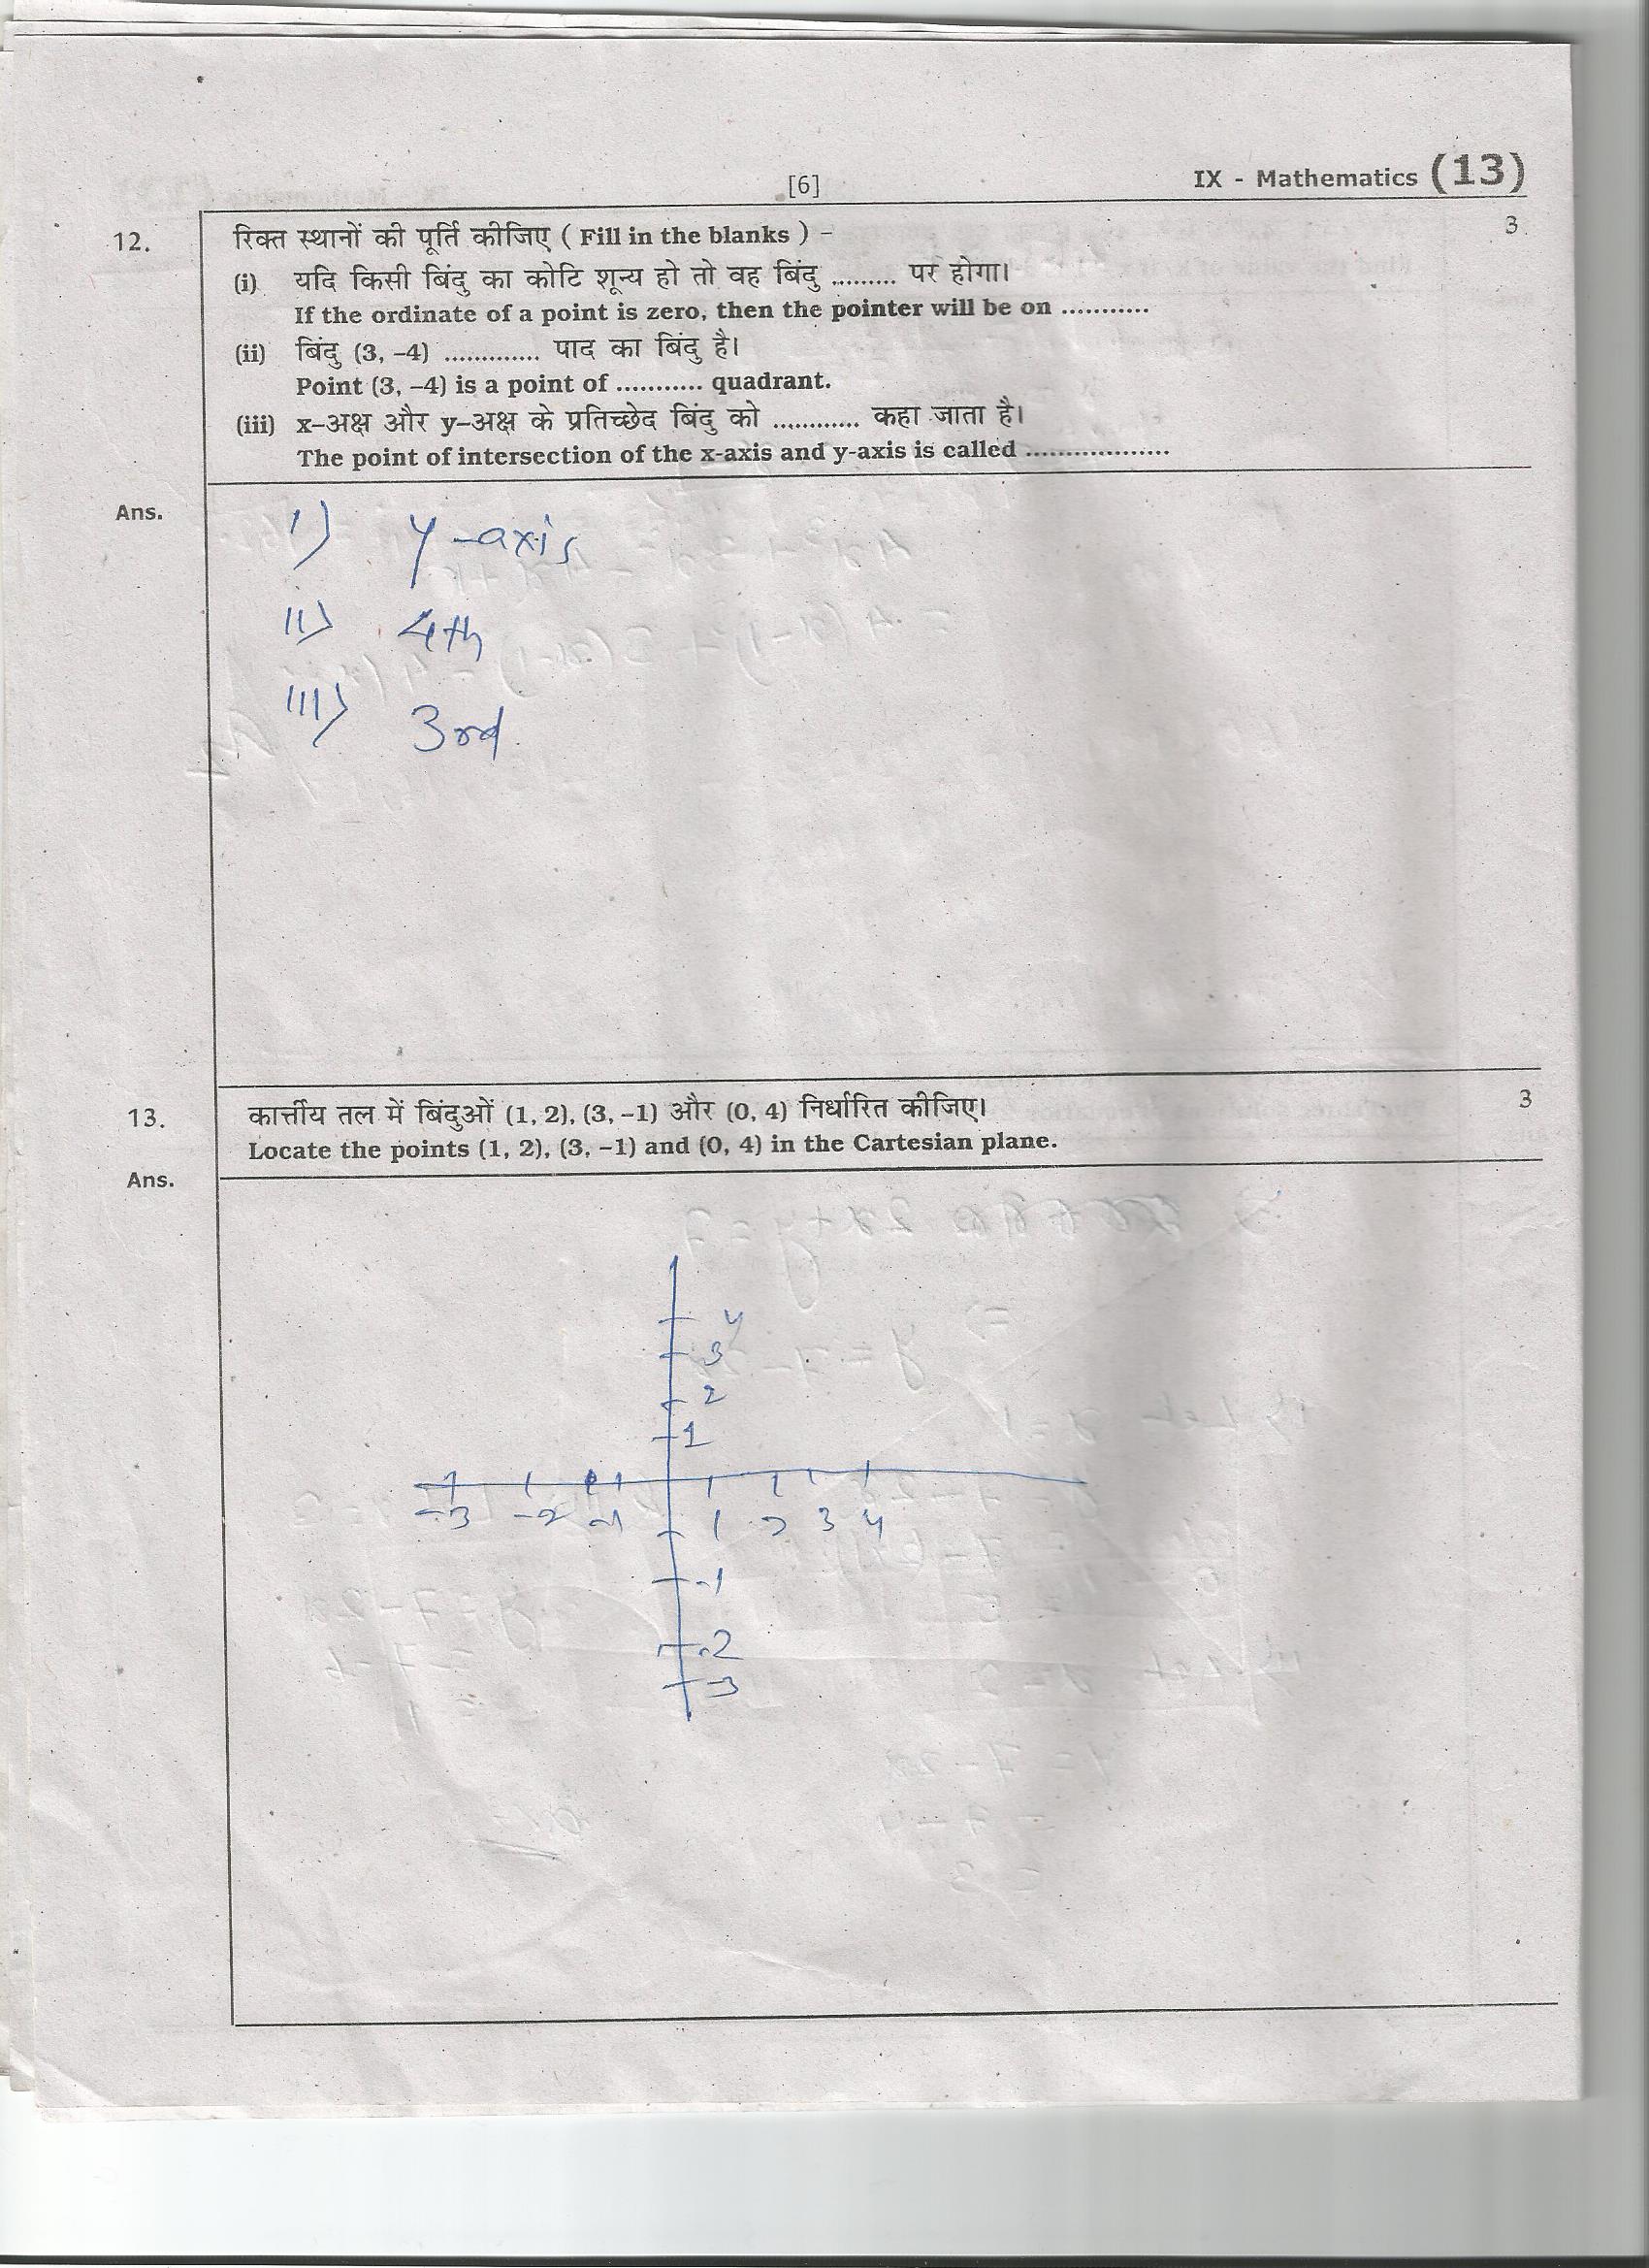 [6]
IX - Mathematics (13)
12. रिक्त स्थानों की पूर्ति कीजिए ( Fill in the blanks ) – 3
(i) यदि किसी बिंदु का कोटि शून्य हो तो वह बिंदु ......... पर होगा।
If the ordinate of a point is zero, then the pointer will be on ...........
(ii) बिंदु (3, –4) ............. पाद का बिंदु है।
Point (3, –4) is a point of ........... quadrant.
(iii) x–अक्ष और y–अक्ष के प्रतिच्छेद बिंदु को ............ कहा जाता है।
The point of intersection of the x-axis and y-axis is called ...................
Ans.
I) y-axis
II) 4th
III) 3rd.
13. कार्त्तीय तल में बिंदुओं (1, 2), (3, –1) और (0, 4) निर्धारित कीजिए। 3
Locate the points (1, 2), (3, –1) and (0, 4) in the Cartesian plane.
Ans.
4
3
2
1
-3 -2 -1 1 2 3 4
-1
-2
-3